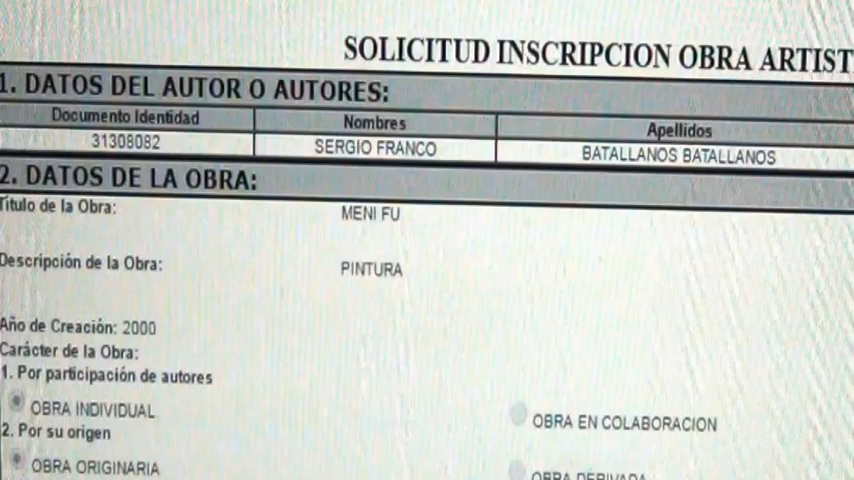 SOLICITUD INSCRIPCION OBRA ARTIST
1. DATOS DEL AUTOR O AUTORES:
Documento Identidad Nombres Apellidos
31308082 SERGIO FRANCO BATALLANOS BATALLANOS
2. DATOS DE LA OBRA:
Titulo de la Obra: MENI FU
Descripción de la Obra: PINTURA
Año de Creación: 2000
Carácter de la Obra:
1. Por participación de autores
OBRA INDIVIDUAL OBRA EN COLABORACION
2. Por su origen
OBRA ORIGINARIA OBRA DERIVADA